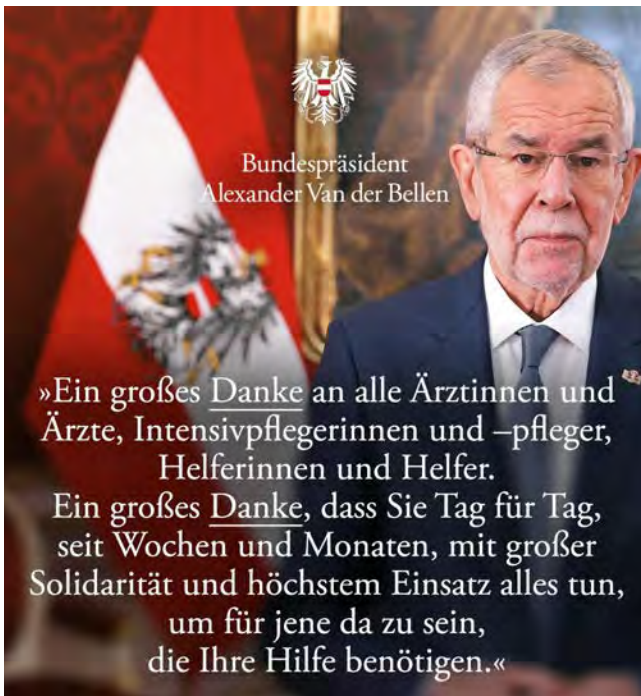 Bundespräsident
Alexander Van der Bellen
»Ein großes Danke an alle Ärztinnen und
Ärzte, Intensivpflegerinnen und –pfleger,
Helferinnen und Helfer.
Ein großes Danke, dass Sie Tag für Tag,
seit Wochen und Monaten, mit großer
Solidarität und höchstem Einsatz alles tun,
um für jene da zu sein,
die Ihre Hilfe benötigen.«